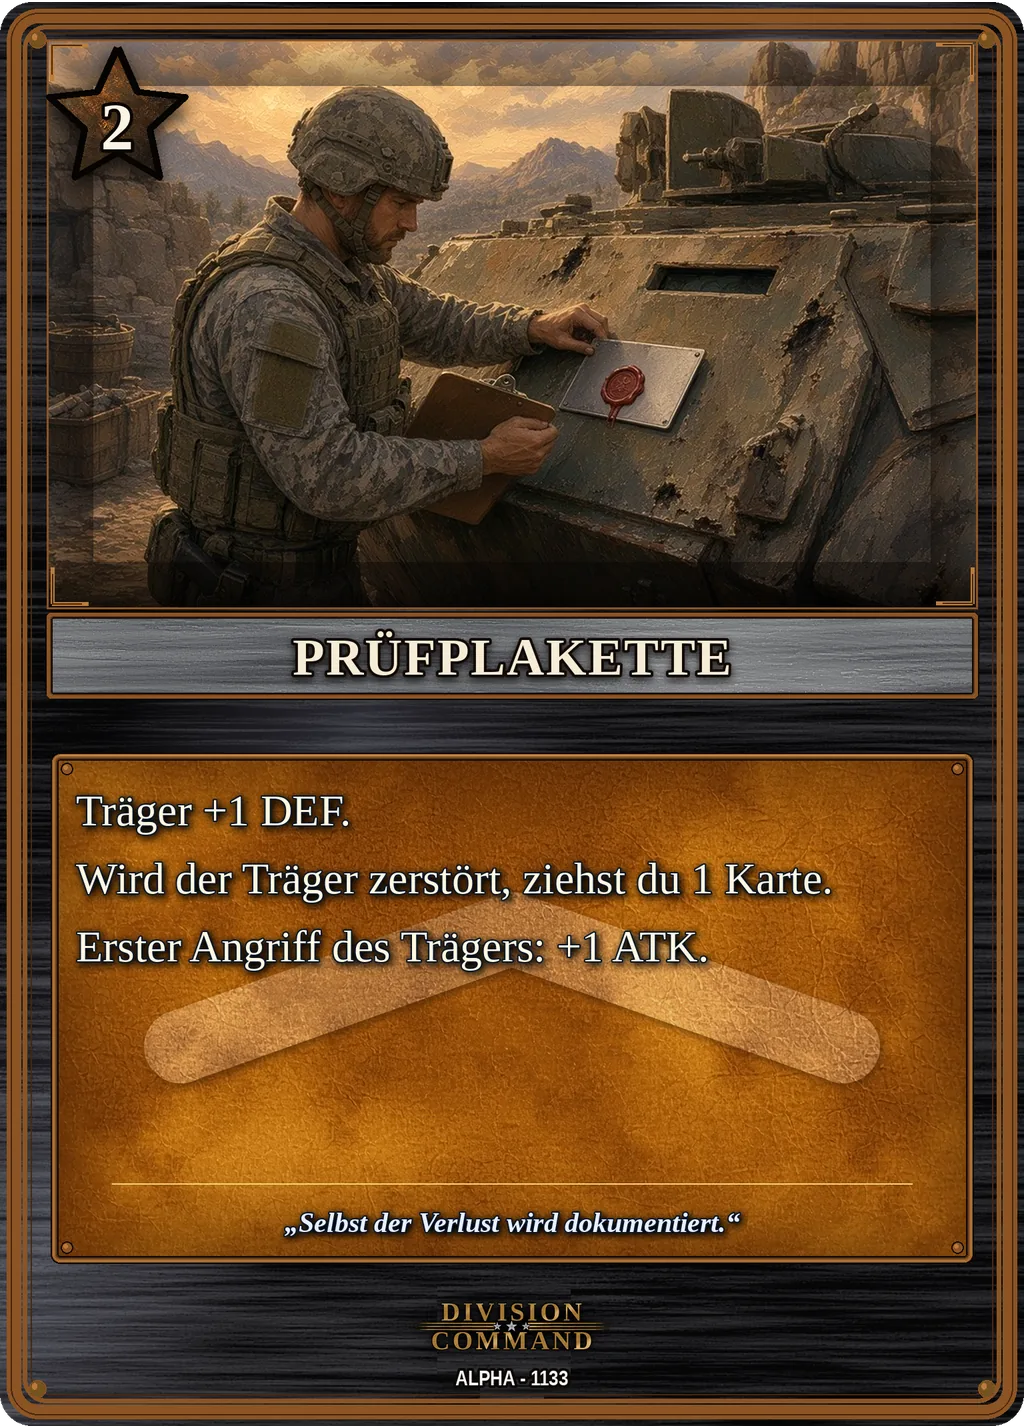 2
PRÜFPLAKETTE
Träger +1 DEF.
Wird der Träger zerstört, ziehst du 1 Karte.
Erster Angriff des Trägers: +1 ATK.
„Selbst der Verlust wird dokumentiert.“
DIVISION
COMMAND
ALPHA - 1133